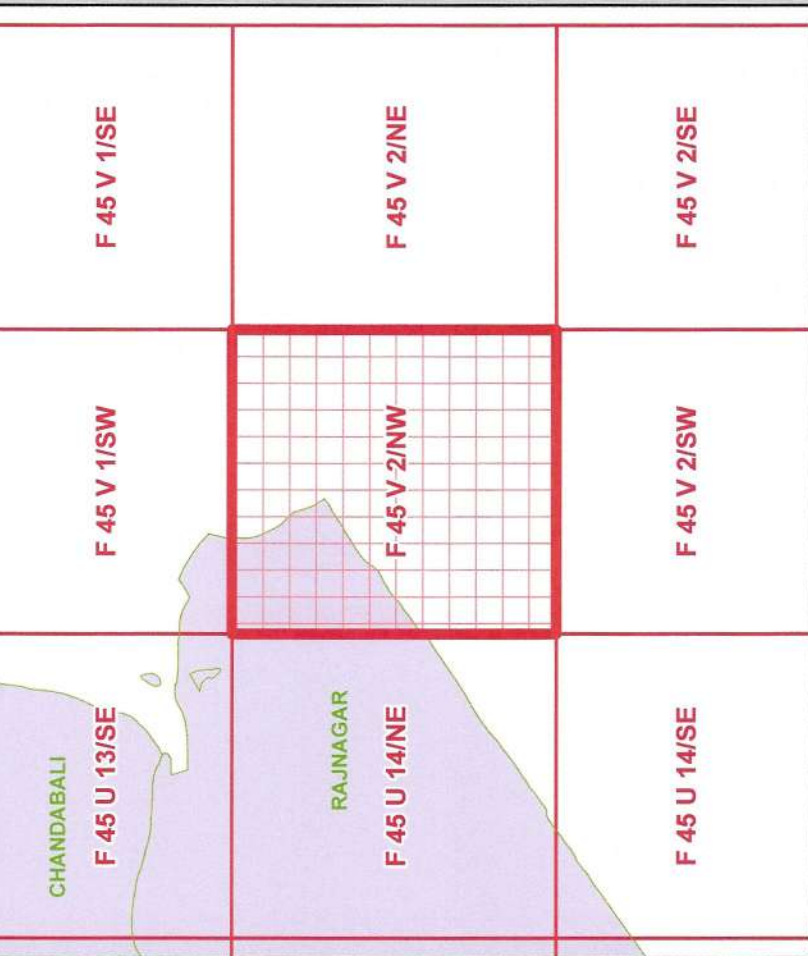 CHANDABALI
F 45 U 13/SE
F 45 V 1/SW
F 45 V 1/SE
RAJNAGAR
F 45 U 14/NE
F 45 V 2/NW
F 45 V 2/NE
F 45 U 14/SE
F 45 V 2/SW
F 45 V 2/SE